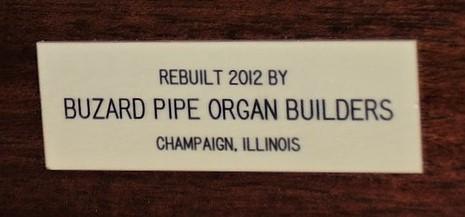 REBUILT 2012 BY
BUZARD PIPE ORGAN BUILDERS
CHAMPAIGN, ILLINOIS